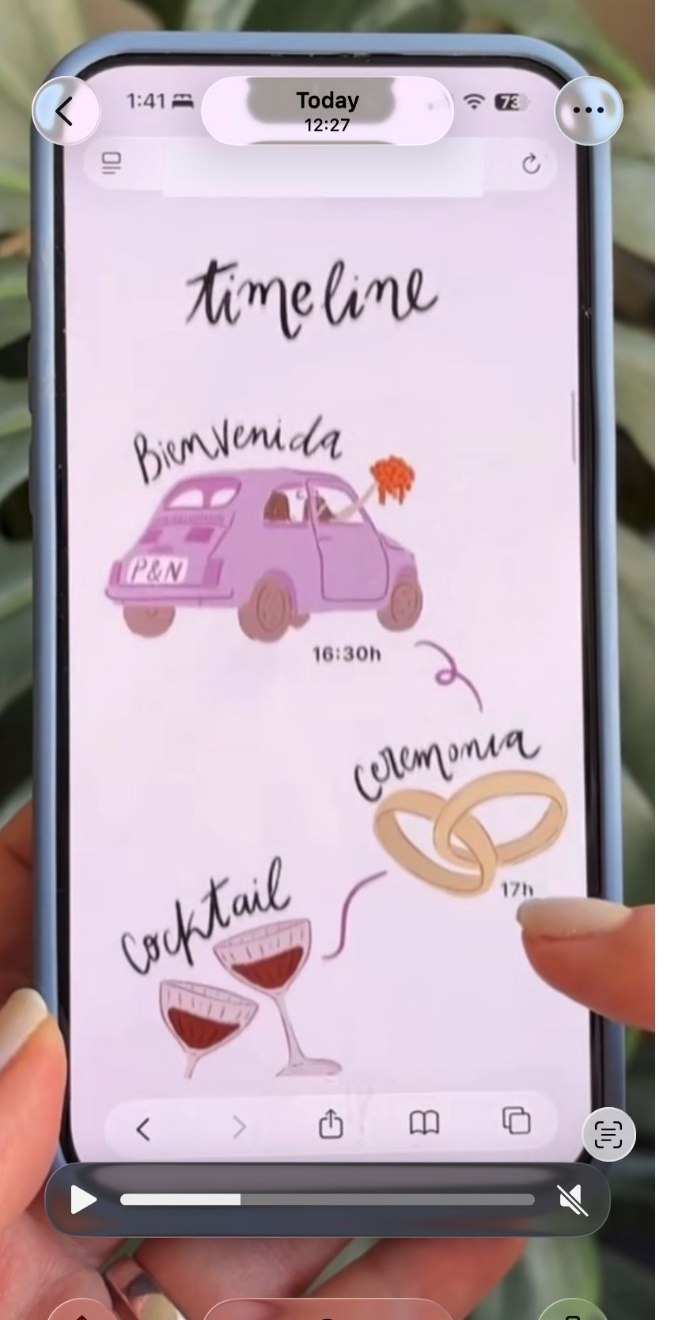 1:41
Today
12:27
73
timeline
Bienvenida
P&N
16:30h
ceremonia
17h
cocktail